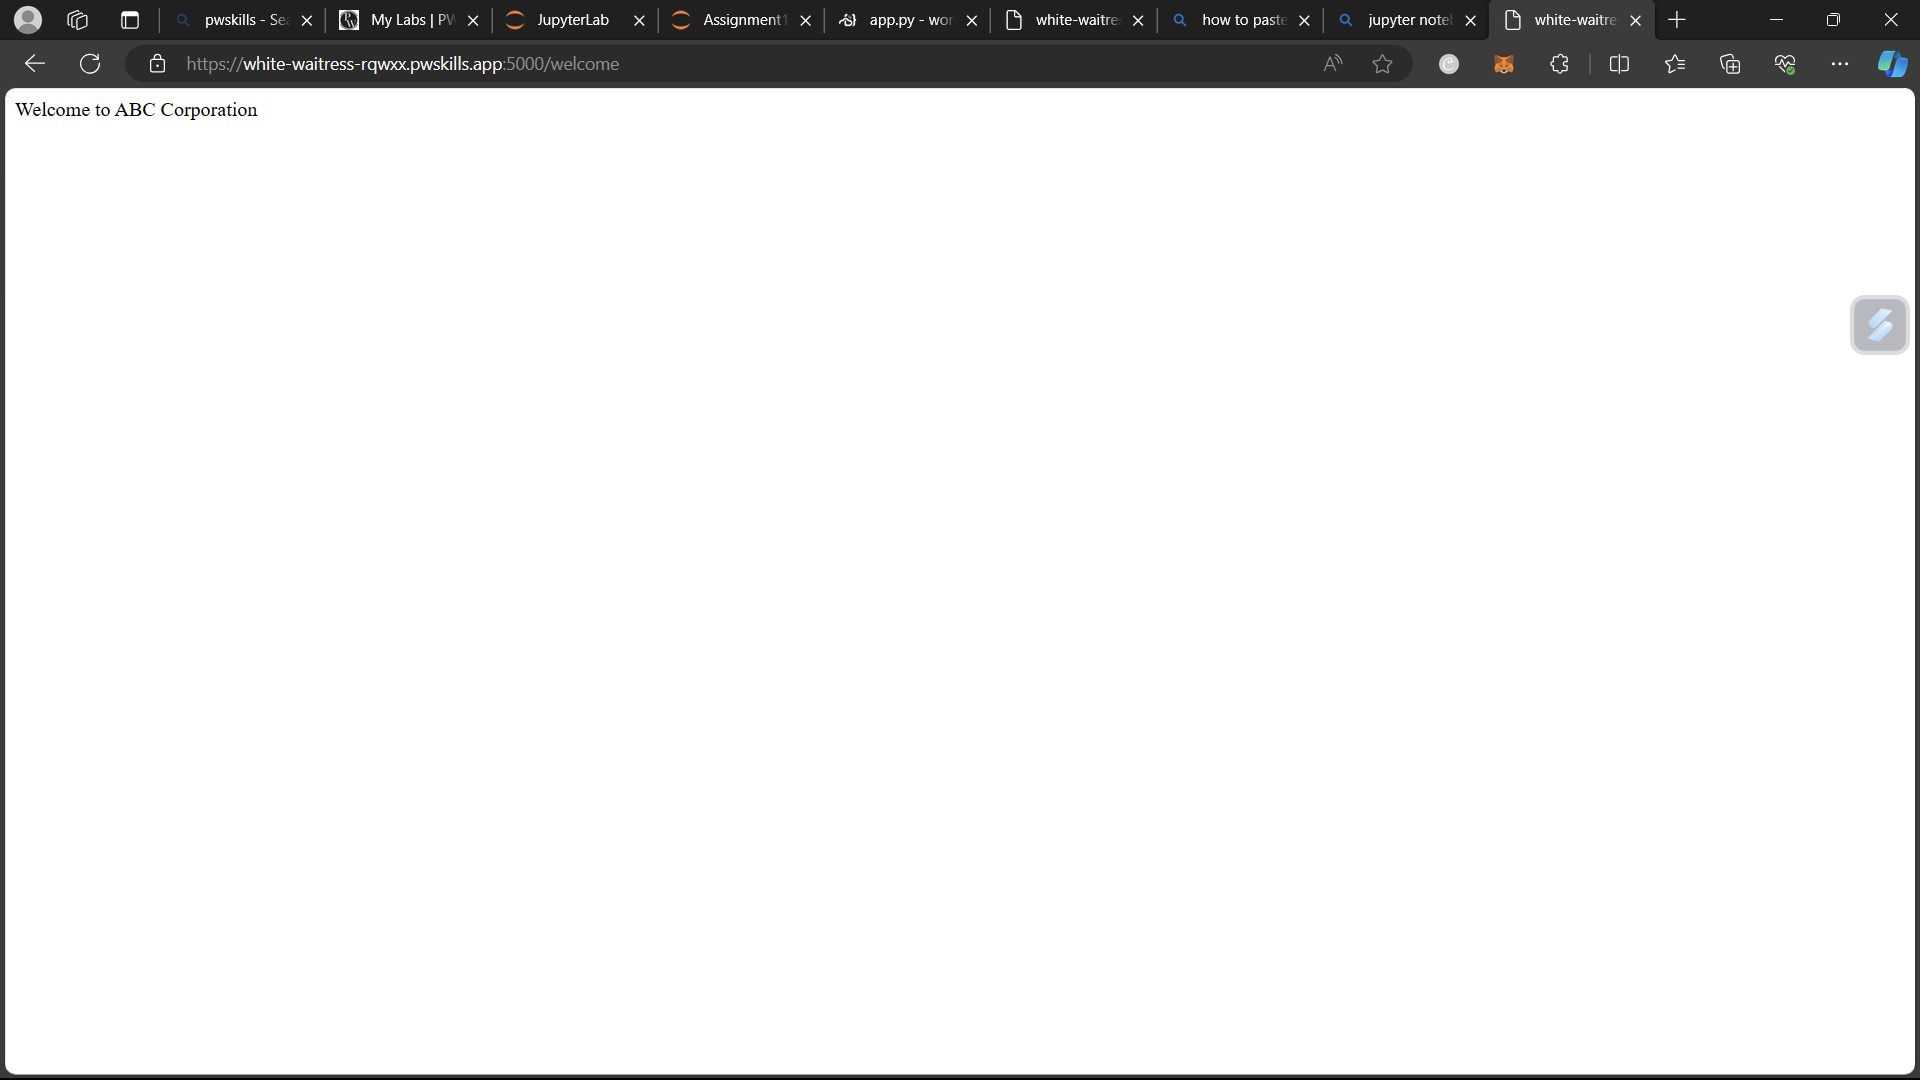 pwskills - Se
My Labs | PW
JupyterLab
Assignment1
app.py - wor
white-waitre
how to paste
jupyter note
white-waitre
https://white-waitress-rqwxx.pwskills.app:5000/welcome
Welcome to ABC Corporation